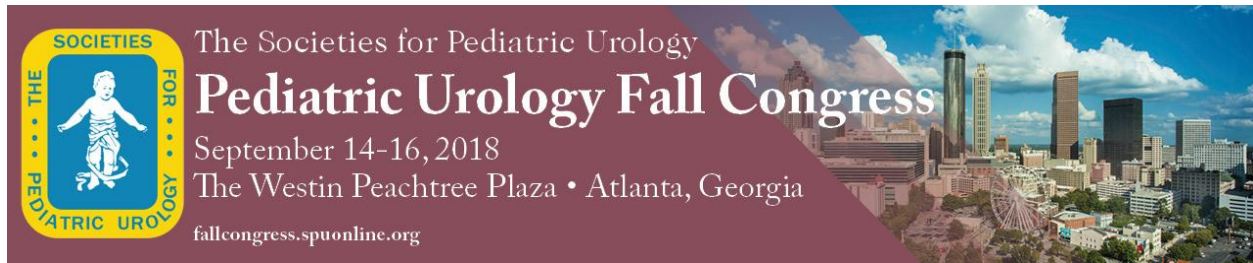 THE SOCIETIES FOR PEDIATRIC UROLOGY
The Societies for Pediatric Urology
Pediatric Urology Fall Congress
September 14-16, 2018
The Westin Peachtree Plaza • Atlanta, Georgia
fallcongress.spuonline.org